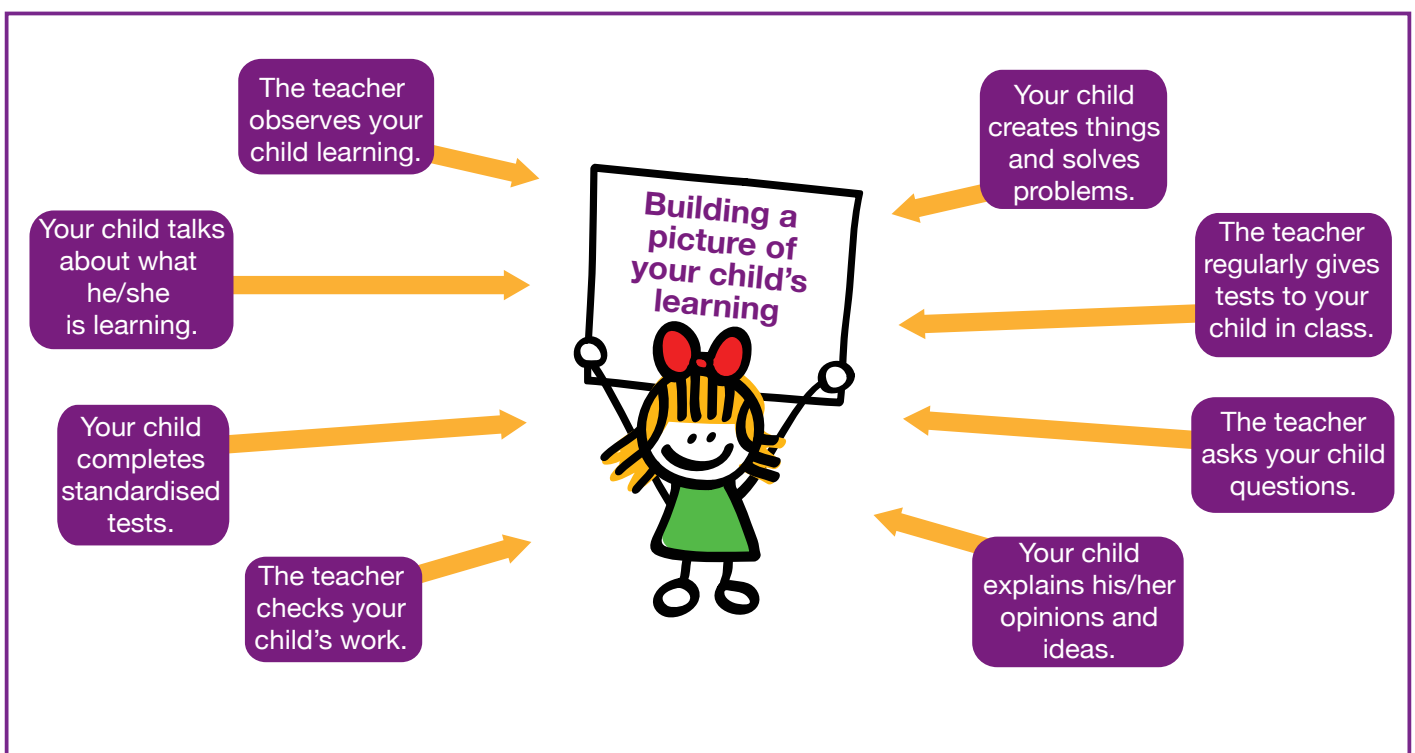 The teacher
observes your
child learning.
Your child talks
about what
he/she
is learning.
Your child
completes
standardised
tests.
The teacher
checks your
child's work.
Building a
picture of
your child's
learning
Your child
creates things
and solves
problems.
The teacher
regularly gives
tests to your
child in class.
The teacher
asks your child
questions.
Your child
explains his/her
opinions and
ideas.